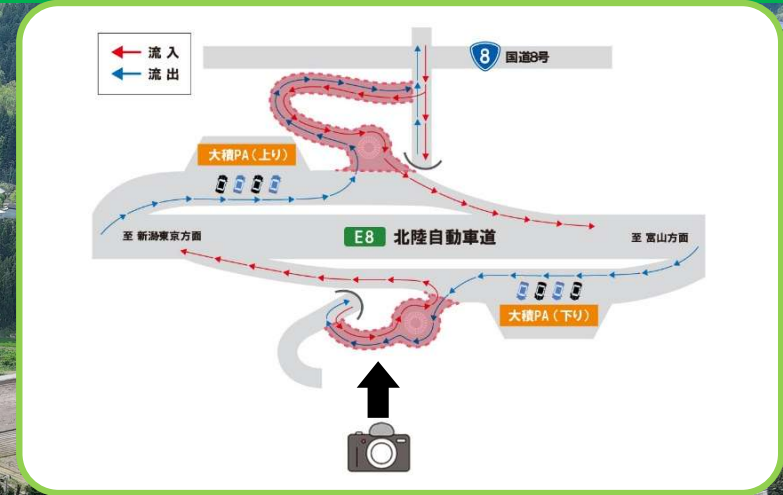 流入
流出
8
国道8号
大積PA（上り）
至 新潟東京方面
E8 北陸自動車道
至 富山方面
大積PA（下り）